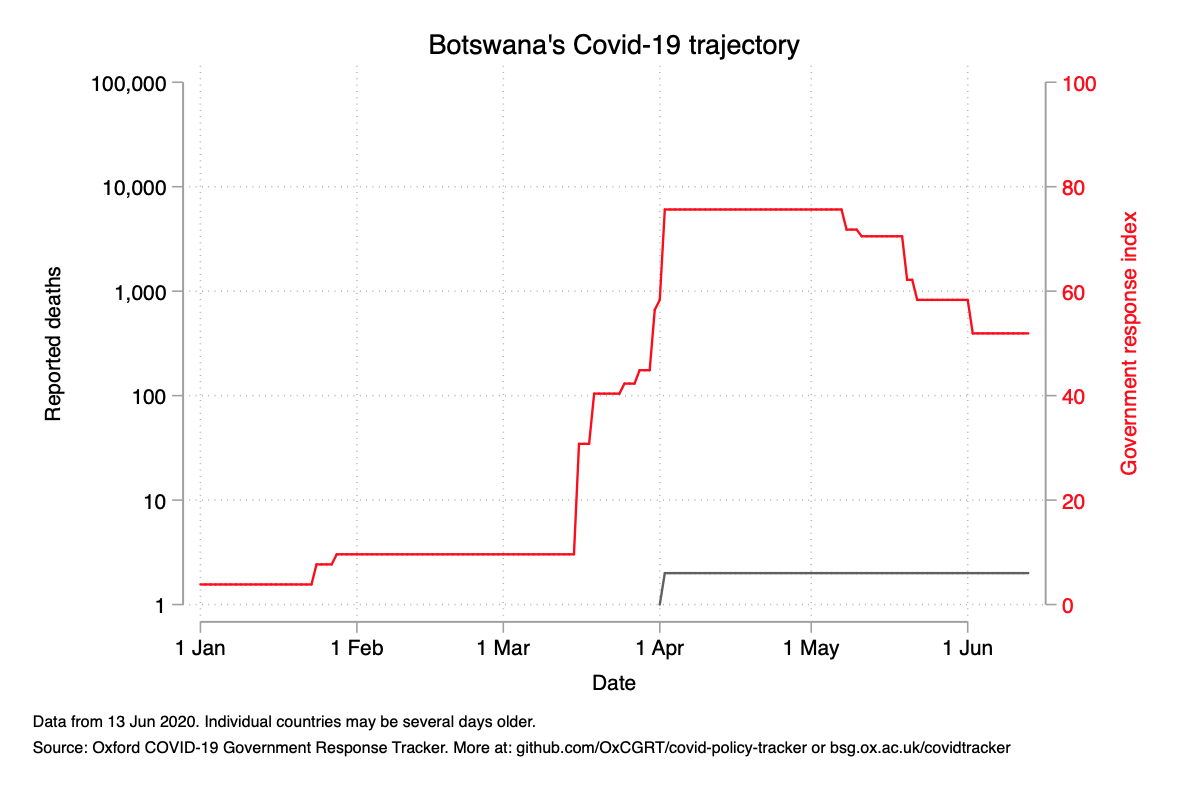 Botswana's Covid-19 trajectory
100,000
10,000
1,000
100
10
1
Reported deaths
100
80
60
40
20
0
Government response index
1 Jan
1 Feb
1 Mar
1 Apr
1 May
1 Jun
Date
Data from 13 Jun 2020. Individual countries may be several days older.
Source: Oxford COVID-19 Government Response Tracker. More at: github.com/OxCGRT/covid-policy-tracker or bsg.ox.ac.uk/covidtracker